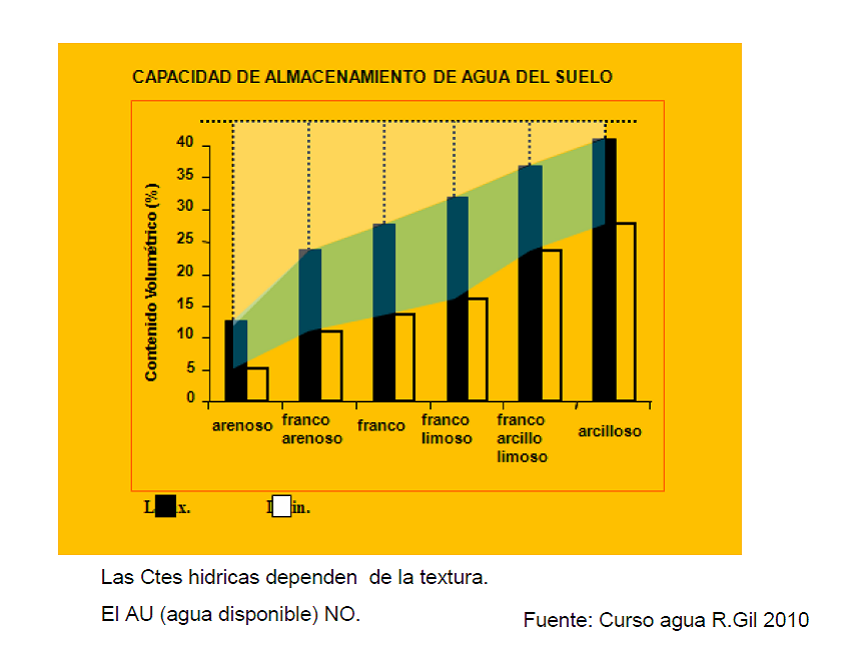 CAPACIDAD DE ALMACENAMIENTO DE AGUA DEL SUELO
Contenido Volumétrico (%)
40
35
30
25
20
15
10
5
0
arenoso
franco
arenoso
franco
franco
limoso
franco
arcillo
limoso
arcilloso
Las Ctes hidricas dependen de la textura.
El AU (agua disponible) NO.
Fuente: Curso agua R.Gil 2010